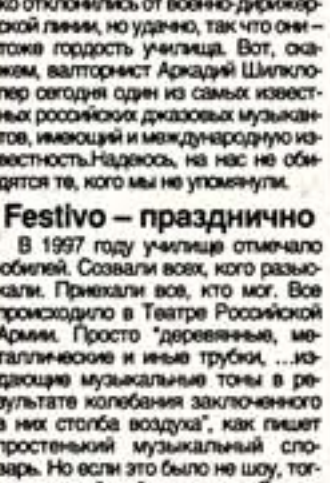 ко отклонились от военно-дирижер-
ской линии, но удачно, так что они –
тоже гордость училища. Вот, ска-
жем, валторнист Аркадий Шилкло-
пер сегодня один из самых извест-
ных российских джазовых музыкан-
тов, имеющий и международную из-
вестность.Надеюсь, на нас не оби-
дятся те, кого мы не упомянули.
Festivo – празднично
В 1997 году училище отмечало
юбилей. Созвали всех, кого разыс-
кали. Приехали все, кто мог. Все
происходило в Театре Российской
Армии. Просто "деревянные, ме-
таллические и иные трубки, ...из-
дающие музыкальные тоны в ре-
зультате колебания заключенного
в них столба воздуха", как пишет
простенький музыкальный сло-
варь. Но если это было не шоу, тог-